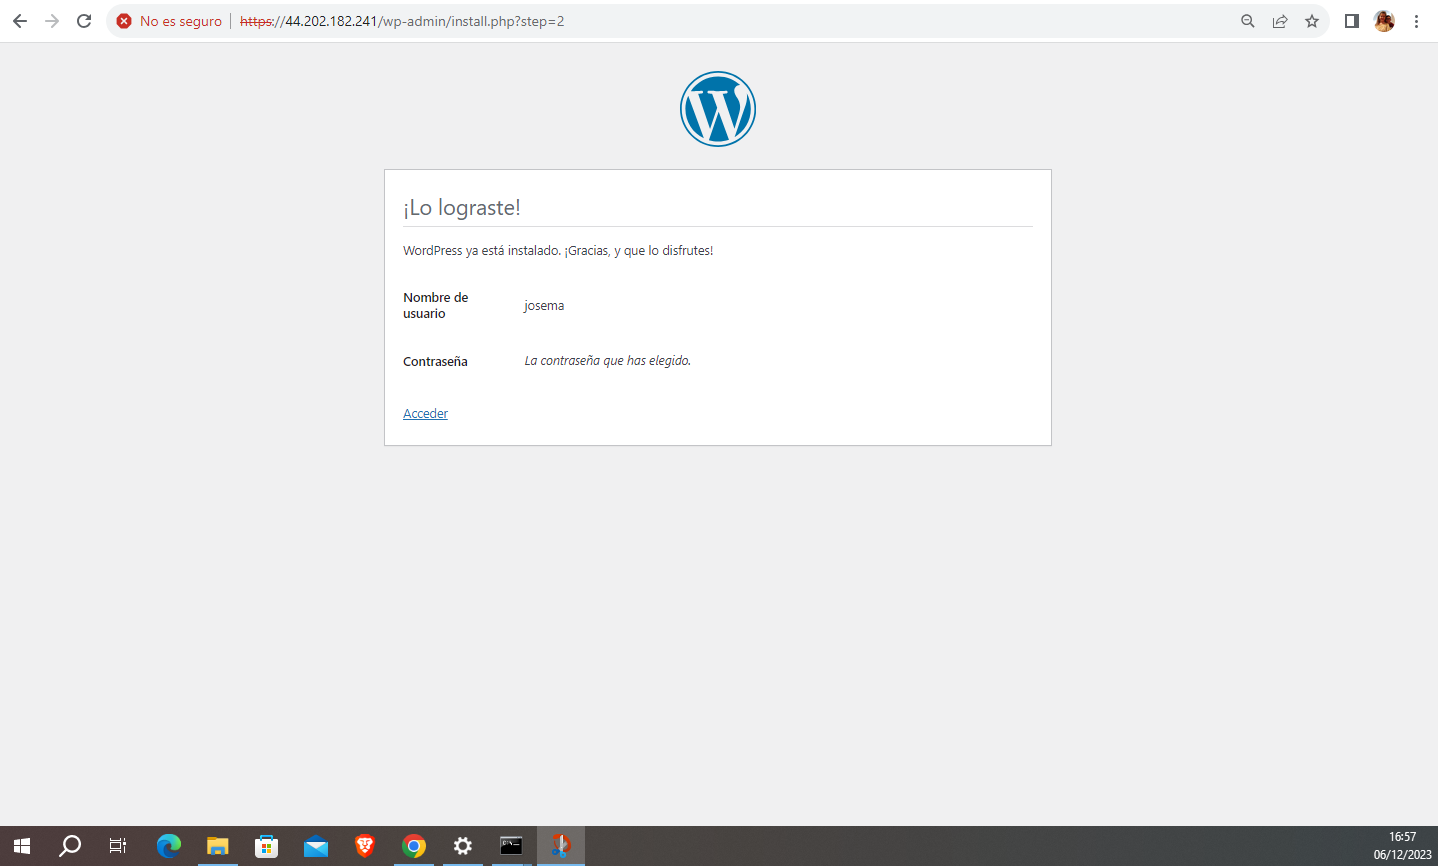 No es seguro https://44.202.182.241/wp-admin/install.php?step=2
¡Lo lograste!
WordPress ya está instalado. ¡Gracias, y que lo disfrutes!
Nombre de
usuario
josema
Contraseña
La contraseña que has elegido.
Acceder
16:57
06/12/2023